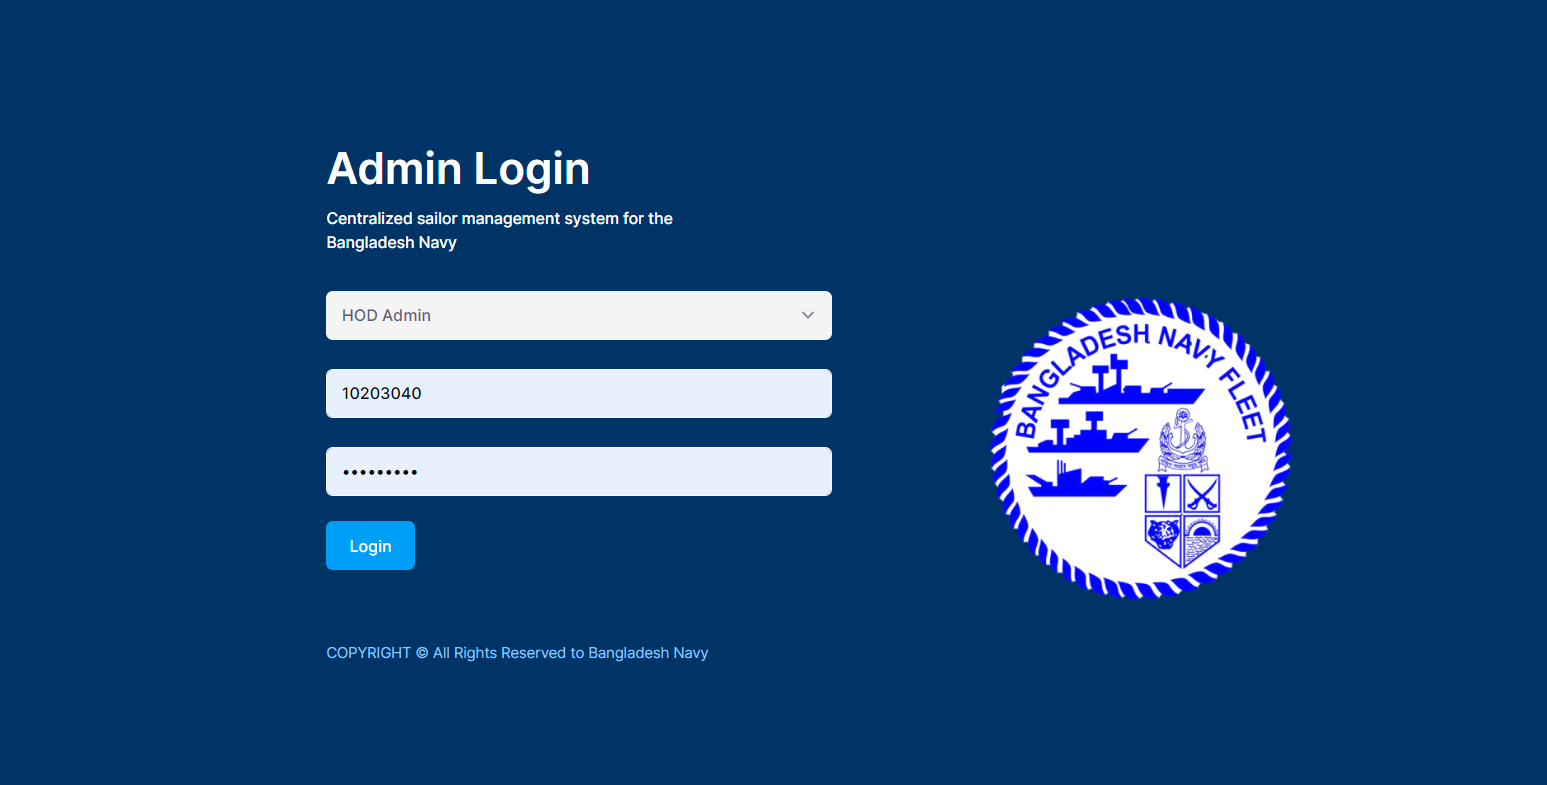 Admin Login
Centralized sailor management system for the
Bangladesh Navy
HOD Admin
10203040
•••••••••
Login
COPYRIGHT © All Rights Reserved to Bangladesh Navy
BANGLADESH NAVY FLEET